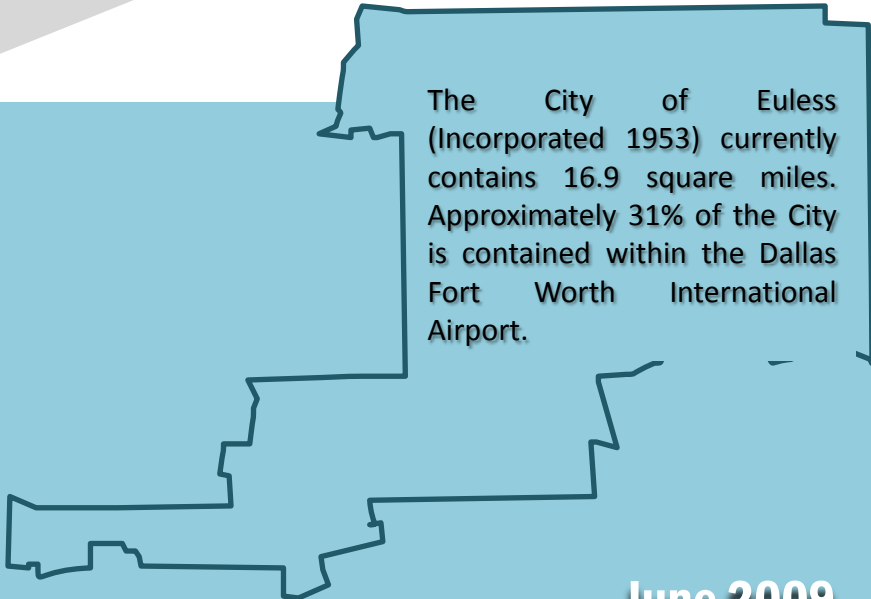 The City of Euless
(Incorporated 1953) currently
contains 16.9 square miles.
Approximately 31% of the City
is contained within the Dallas
Fort Worth International
Airport.
June 2009